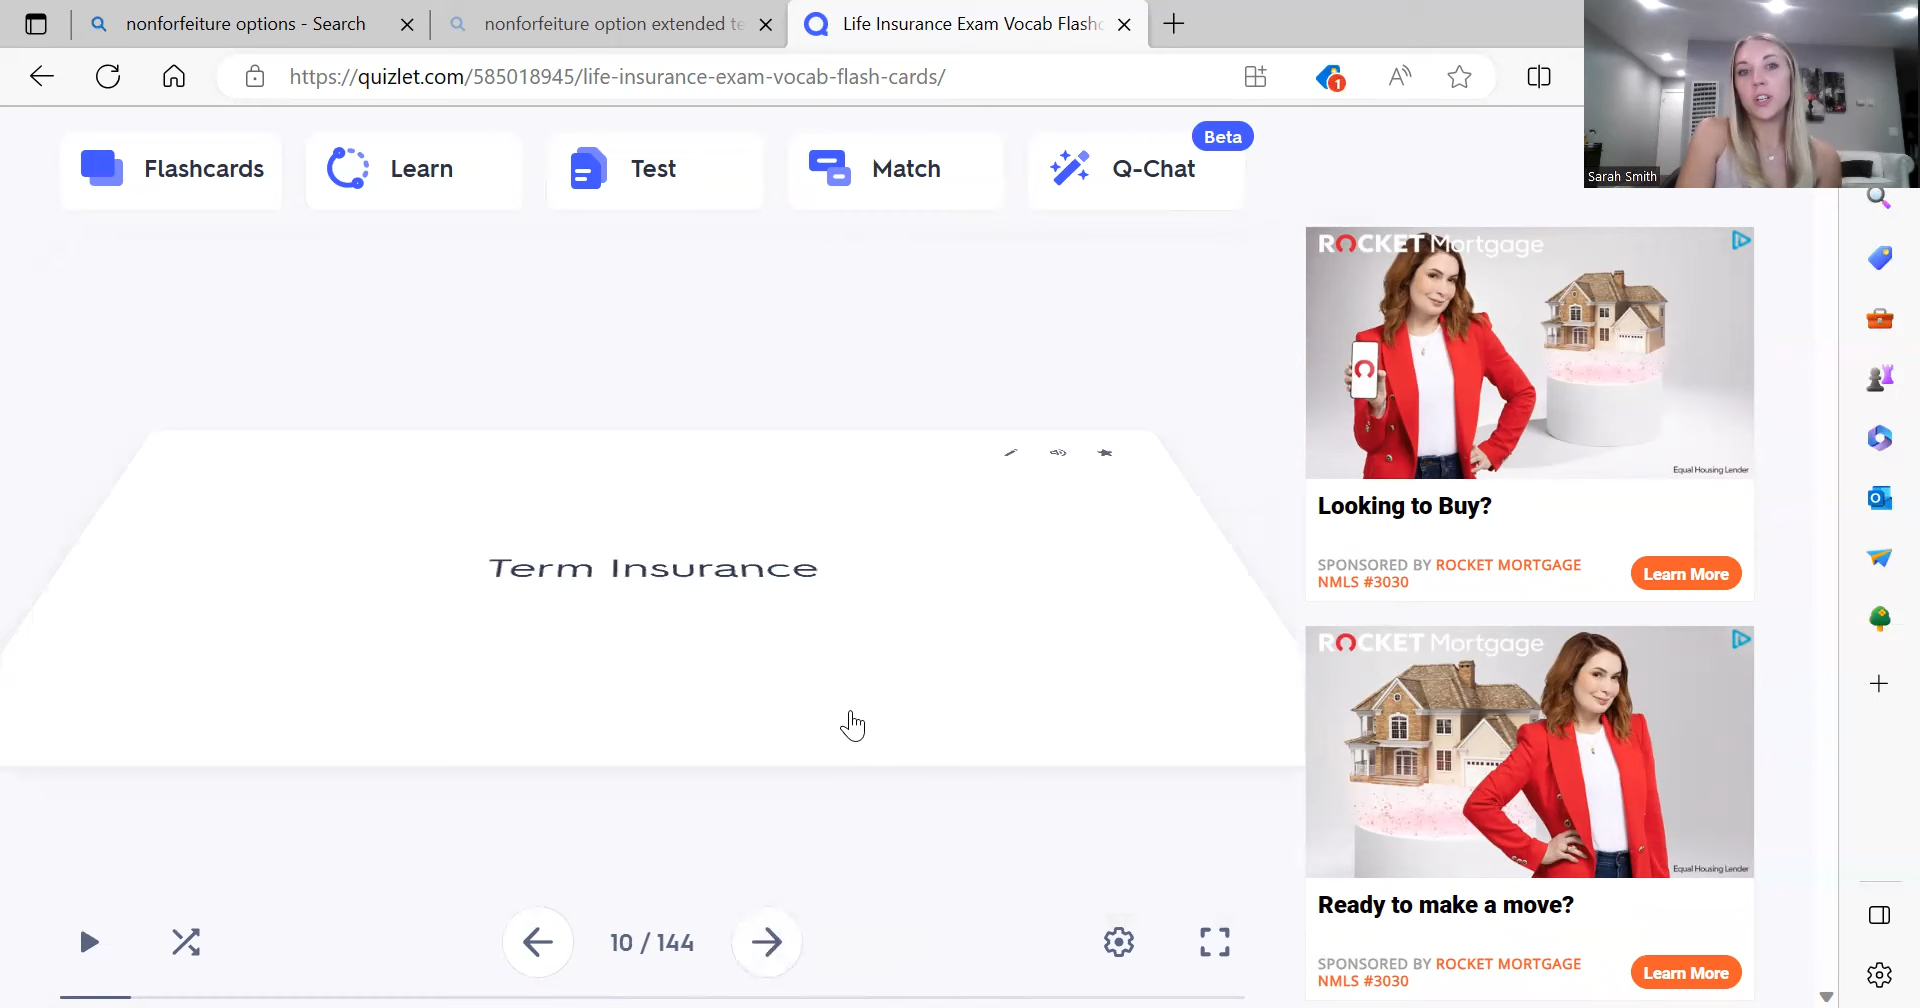 nonforfeiture options - Search
nonforfeiture option extended te
Life Insurance Exam Vocab Flashc
https://quizlet.com/585018945/life-insurance-exam-vocab-flash-cards/
1
Sarah Smith
Flashcards
Learn
Test
Match
Q-Chat
Beta
Term Insurance
10 / 144
ROCKET Mortgage
Equal Housing Lender
Looking to Buy?
SPONSORED BY ROCKET MORTGAGE
NMLS #3030
Learn More
ROCKET Mortgage
Equal Housing Lender
Ready to make a move?
SPONSORED BY ROCKET MORTGAGE
NMLS #3030
Learn More